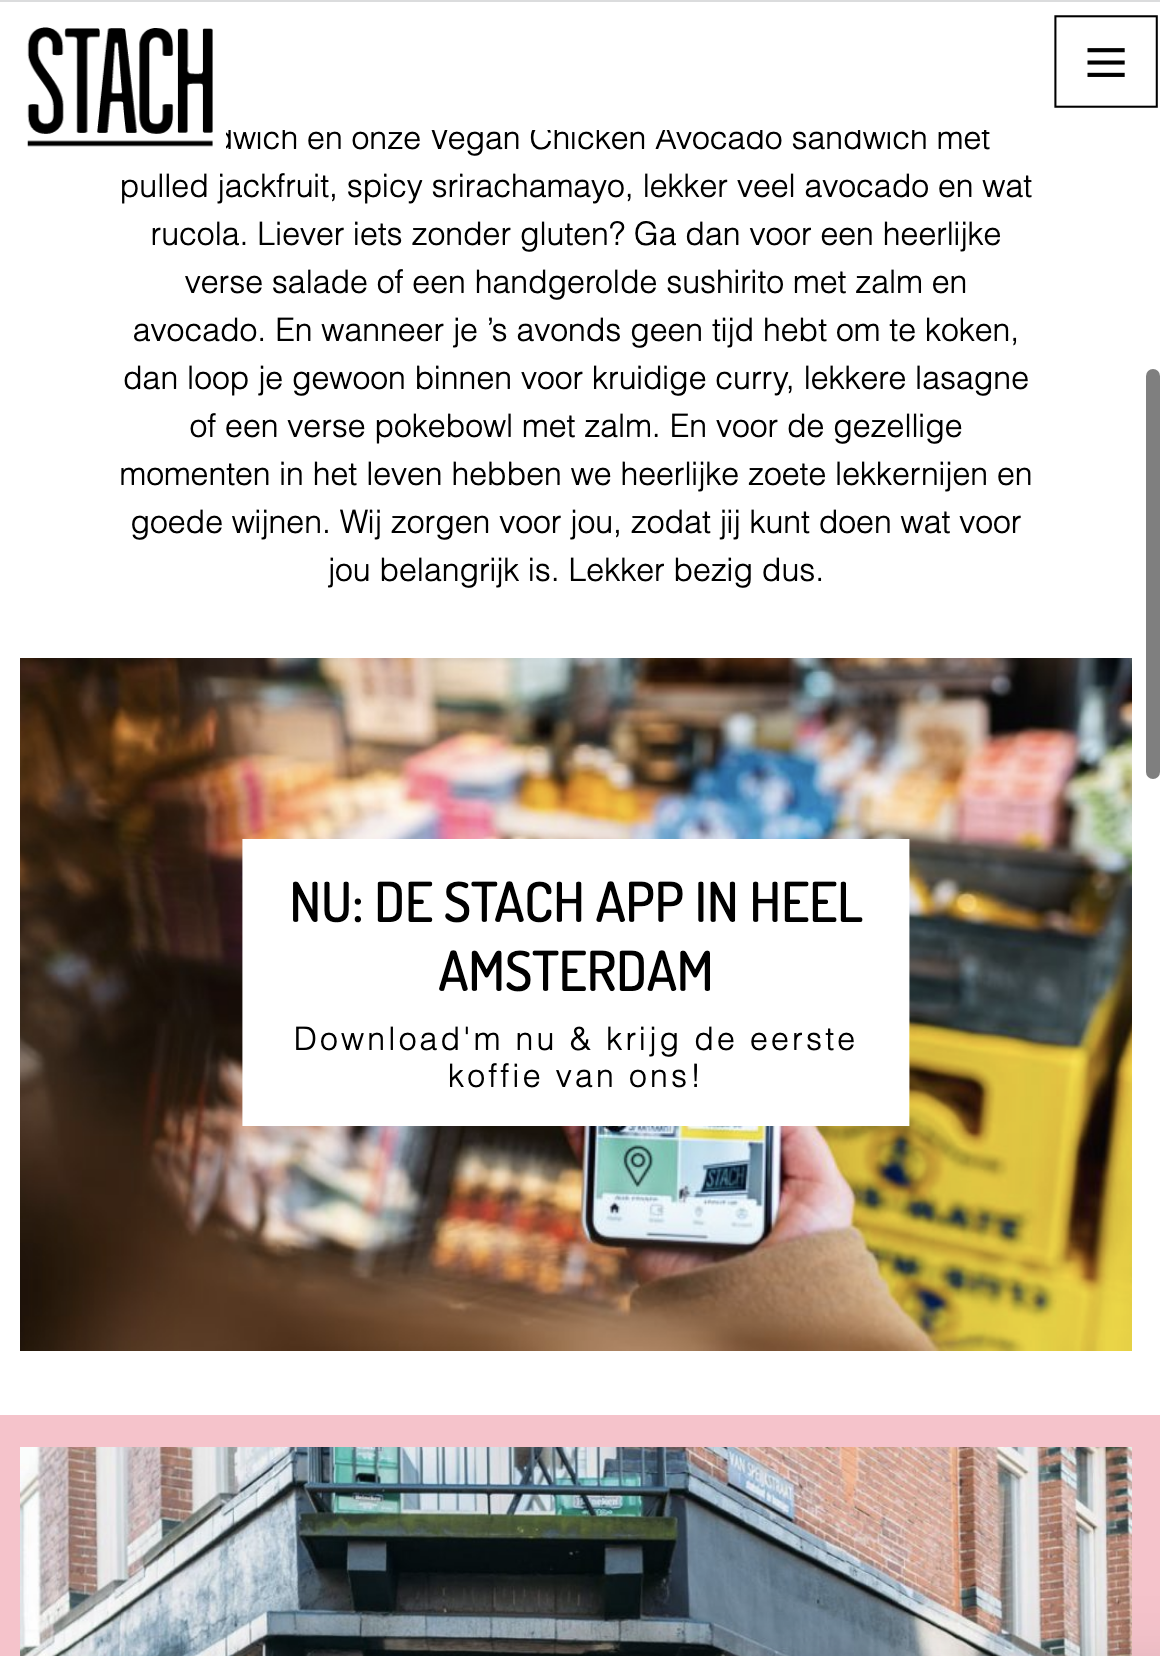 STACH
dwich en onze Vegan Chicken Avocado sandwich met
pulled jackfruit, spicy srirachamayo, lekker veel avocado en wat
rucola. Liever iets zonder gluten? Ga dan voor een heerlijke
verse salade of een handgerolde sushirito met zalm en
avocado. En wanneer je ’s avonds geen tijd hebt om te koken,
dan loop je gewoon binnen voor kruidige curry, lekkere lasagne
of een verse pokebowl met zalm. En voor de gezellige
momenten in het leven hebben we heerlijke zoete lekkernijen en
goede wijnen. Wij zorgen voor jou, zodat jij kunt doen wat voor
jou belangrijk is. Lekker bezig dus.
NU: DE STACH APP IN HEEL
AMSTERDAM
Download'm nu & krijg de eerste
koffie van ons!
STACH
MATE
VAN SPEIJKSTRAAT
Heineken